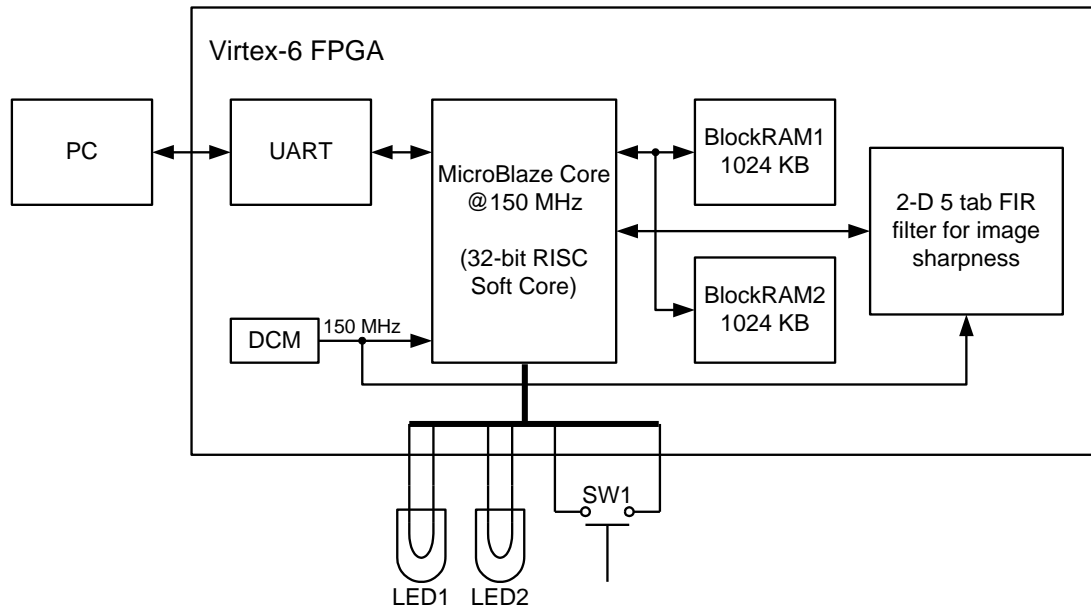 Virtex-6 FPGA
PC
UART
MicroBlaze Core
@150 MHz
(32-bit RISC
Soft Core)
BlockRAM1
1024 KB
BlockRAM2
1024 KB
2-D 5 tab FIR
filter for image
sharpness
DCM
150 MHz
SW1
LED1
LED2